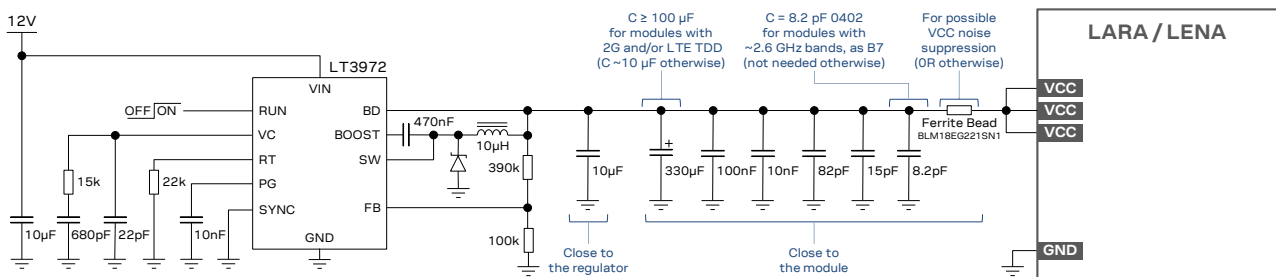 12V
C ≥ 100 µF
for modules with
2G and/or LTE TDD
(C ~10 µF otherwise)
C = 8.2 pF 0402
for modules with
~2.6 GHz bands, as B7
(not needed otherwise)
For possible
VCC noise
suppression
(0R otherwise)
LARA / LENA
LT3972
VIN
OFF ON
RUN
VC
RT
PG
SYNC
GND
BD
BOOST
SW
FB
470nF
10µH
390k
100k
15k
22k
10µF
680pF
22pF
10nF
10µF
330µF
+
100nF
10nF
82pF
15pF
8.2pF
Ferrite Bead
BLM18EG221SN1
VCC
VCC
VCC
GND
Close to
the regulator
Close to
the module